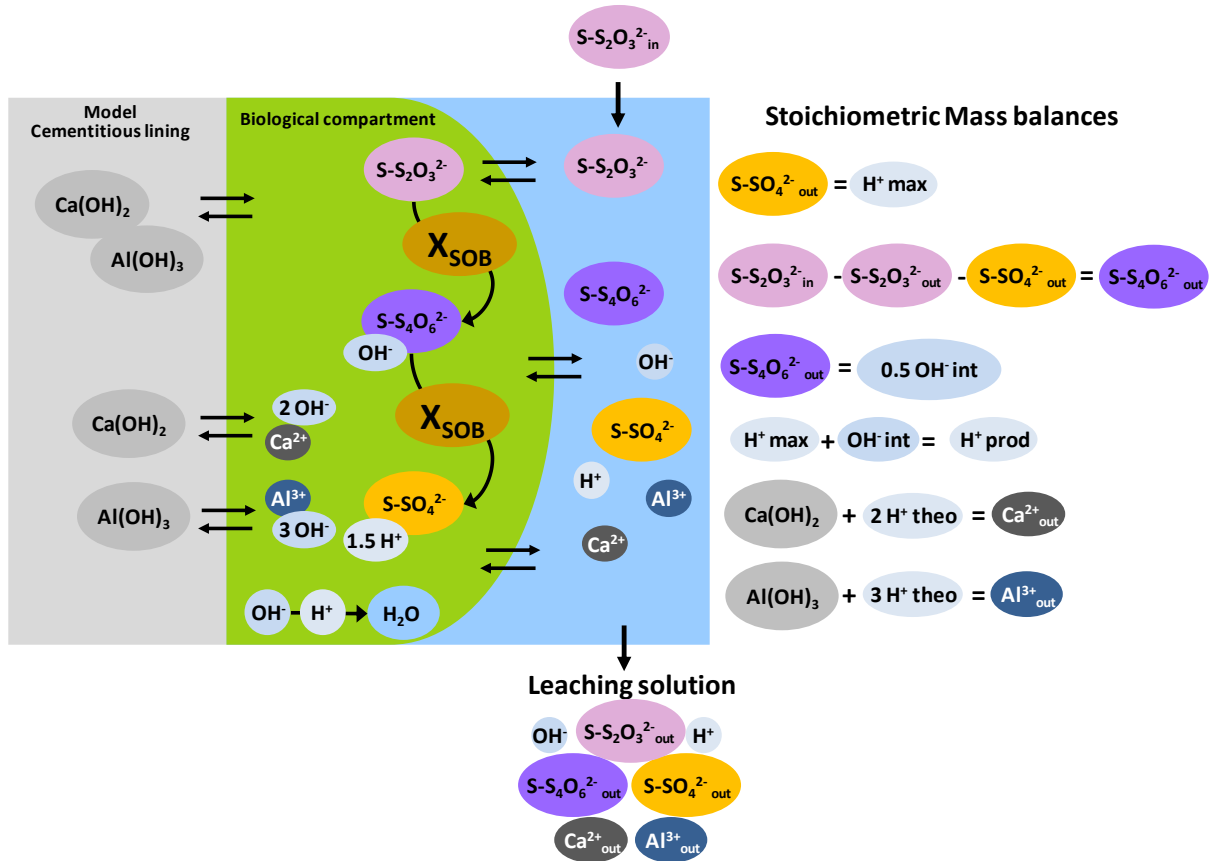 S-S₂O₃²⁻in
Model
Cementitious lining
Biological compartment
Stoichiometric Mass balances
S-S₂O₃²⁻
S-S₂O₃²⁻
S-SO₄²⁻out = H⁺ max
Ca(OH)₂
Al(OH)₃
XSOB
S-S₂O₃²⁻in - S-S₂O₃²⁻out - S-SO₄²⁻out = S-S₄O₆²⁻out
S-S₄O₆²⁻
S-S₄O₆²⁻
OH⁻
OH⁻
S-S₄O₆²⁻out = 0.5 OH⁻ int
Ca(OH)₂
2 OH⁻
Ca²⁺
XSOB
S-SO₄²⁻
H⁺ max + OH⁻ int = H⁺ prod
Al(OH)₃
Al³⁺
3 OH⁻
S-SO₄²⁻
1.5 H⁺
H⁺
Al³⁺
Ca²⁺
Ca(OH)₂ + 2 H⁺ theo = Ca²⁺out
Al(OH)₃ + 3 H⁺ theo = Al³⁺out
OH⁻ H⁺ H₂O
Leaching solution
OH⁻ S-S₂O₃²⁻out H⁺
S-S₄O₆²⁻out S-SO₄²⁻out
Ca²⁺out Al³⁺out